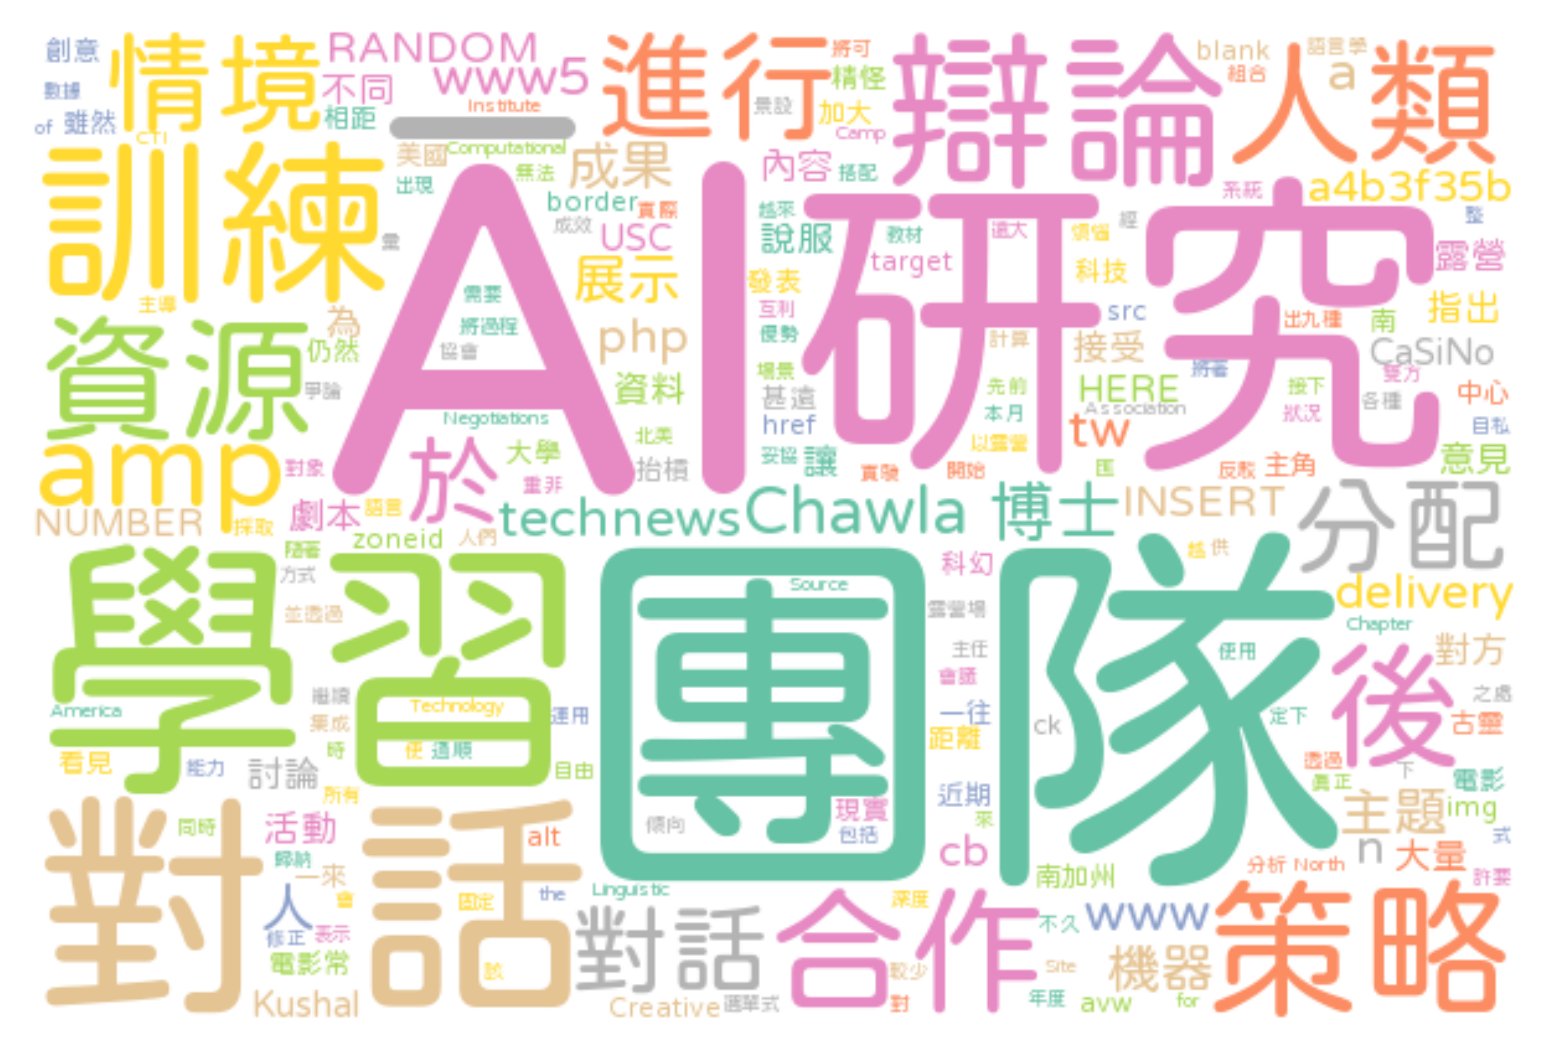 創意
情境
RANDOM
進行
將可
辯論
blank
語言學
人類
數據
不同
www5
精怪
組合
a
of
雖然
相距
Institute
景設
加大
CTI
美國
Computational
成果
Camp
訓練
出現
無法
內容
搭配
系統
a4b3f35b
border
實際
越來
整
成效
USC
說服
教材
遠大
煩惱
經
AI研究
展示
發表
target
科技
露營
主導
需要
互利
src
出九種
南
指出
為
將過程
php
優勢
計算
接受
CaSiNo
資源
仍然
協會
場景
將著
雙方
爭論
資料
甚遠
先前
HERE
接下
各種
中心
Negotiations
href
本月
Association
狀況
自私
amp
於
大學
北美
以露營
tw
對象
抬槓
妥協
讓
實驗
開始
反駁
主角
意見
重非
NUMBER
劇本
語言
technews
Chawla
博士
INSERT
分配
採取
隨著
zoneid
人們
越
供
學習
方式
團隊
Source
科幻
delivery
並透過
露營場
Chapter
主任
使用
後
對方
America
繼續
Technology
會議
之處
集成
運用
一往
ck
定下
古靈
看見
時
使
通順
距離
能力
討論
自由
透過
下
所有
近期
真正
電影
對話
同時
活動
alt
傾向
現實
包括
來
主題
img
式
歸納
cb
n
大量
一來
Linguistic
南加州
分析
North
許要
人
會
固定
the
對話
合作
深度
不久
www
策略
修正
表示
電影常
該
較少
Site
機器
Kushal
Creative
選單式
對
年度
avw
for